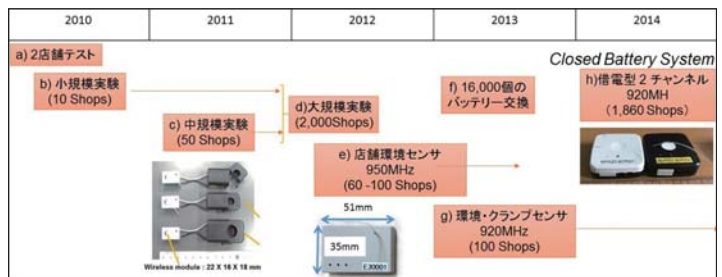 2010 2011 2012 2013 2014
a) 2店舗テスト
Closed Battery System
b) 小規模実験
(10 Shops)
c) 中規模実験
(50 Shops)
d)大規模実験
(2,000Shops)
e) 店舗環境センサ
950MHz
(60 -100 Shops)
f) 16,000個の
バッテリー交換
h)借電型2チャンネル
920MH
(1,860 Shops)
g) 環境・クランプセンサ
920MHz
(100 Shops)
51mm
35mm
Wireless module : 22 X 16 X 18 mm